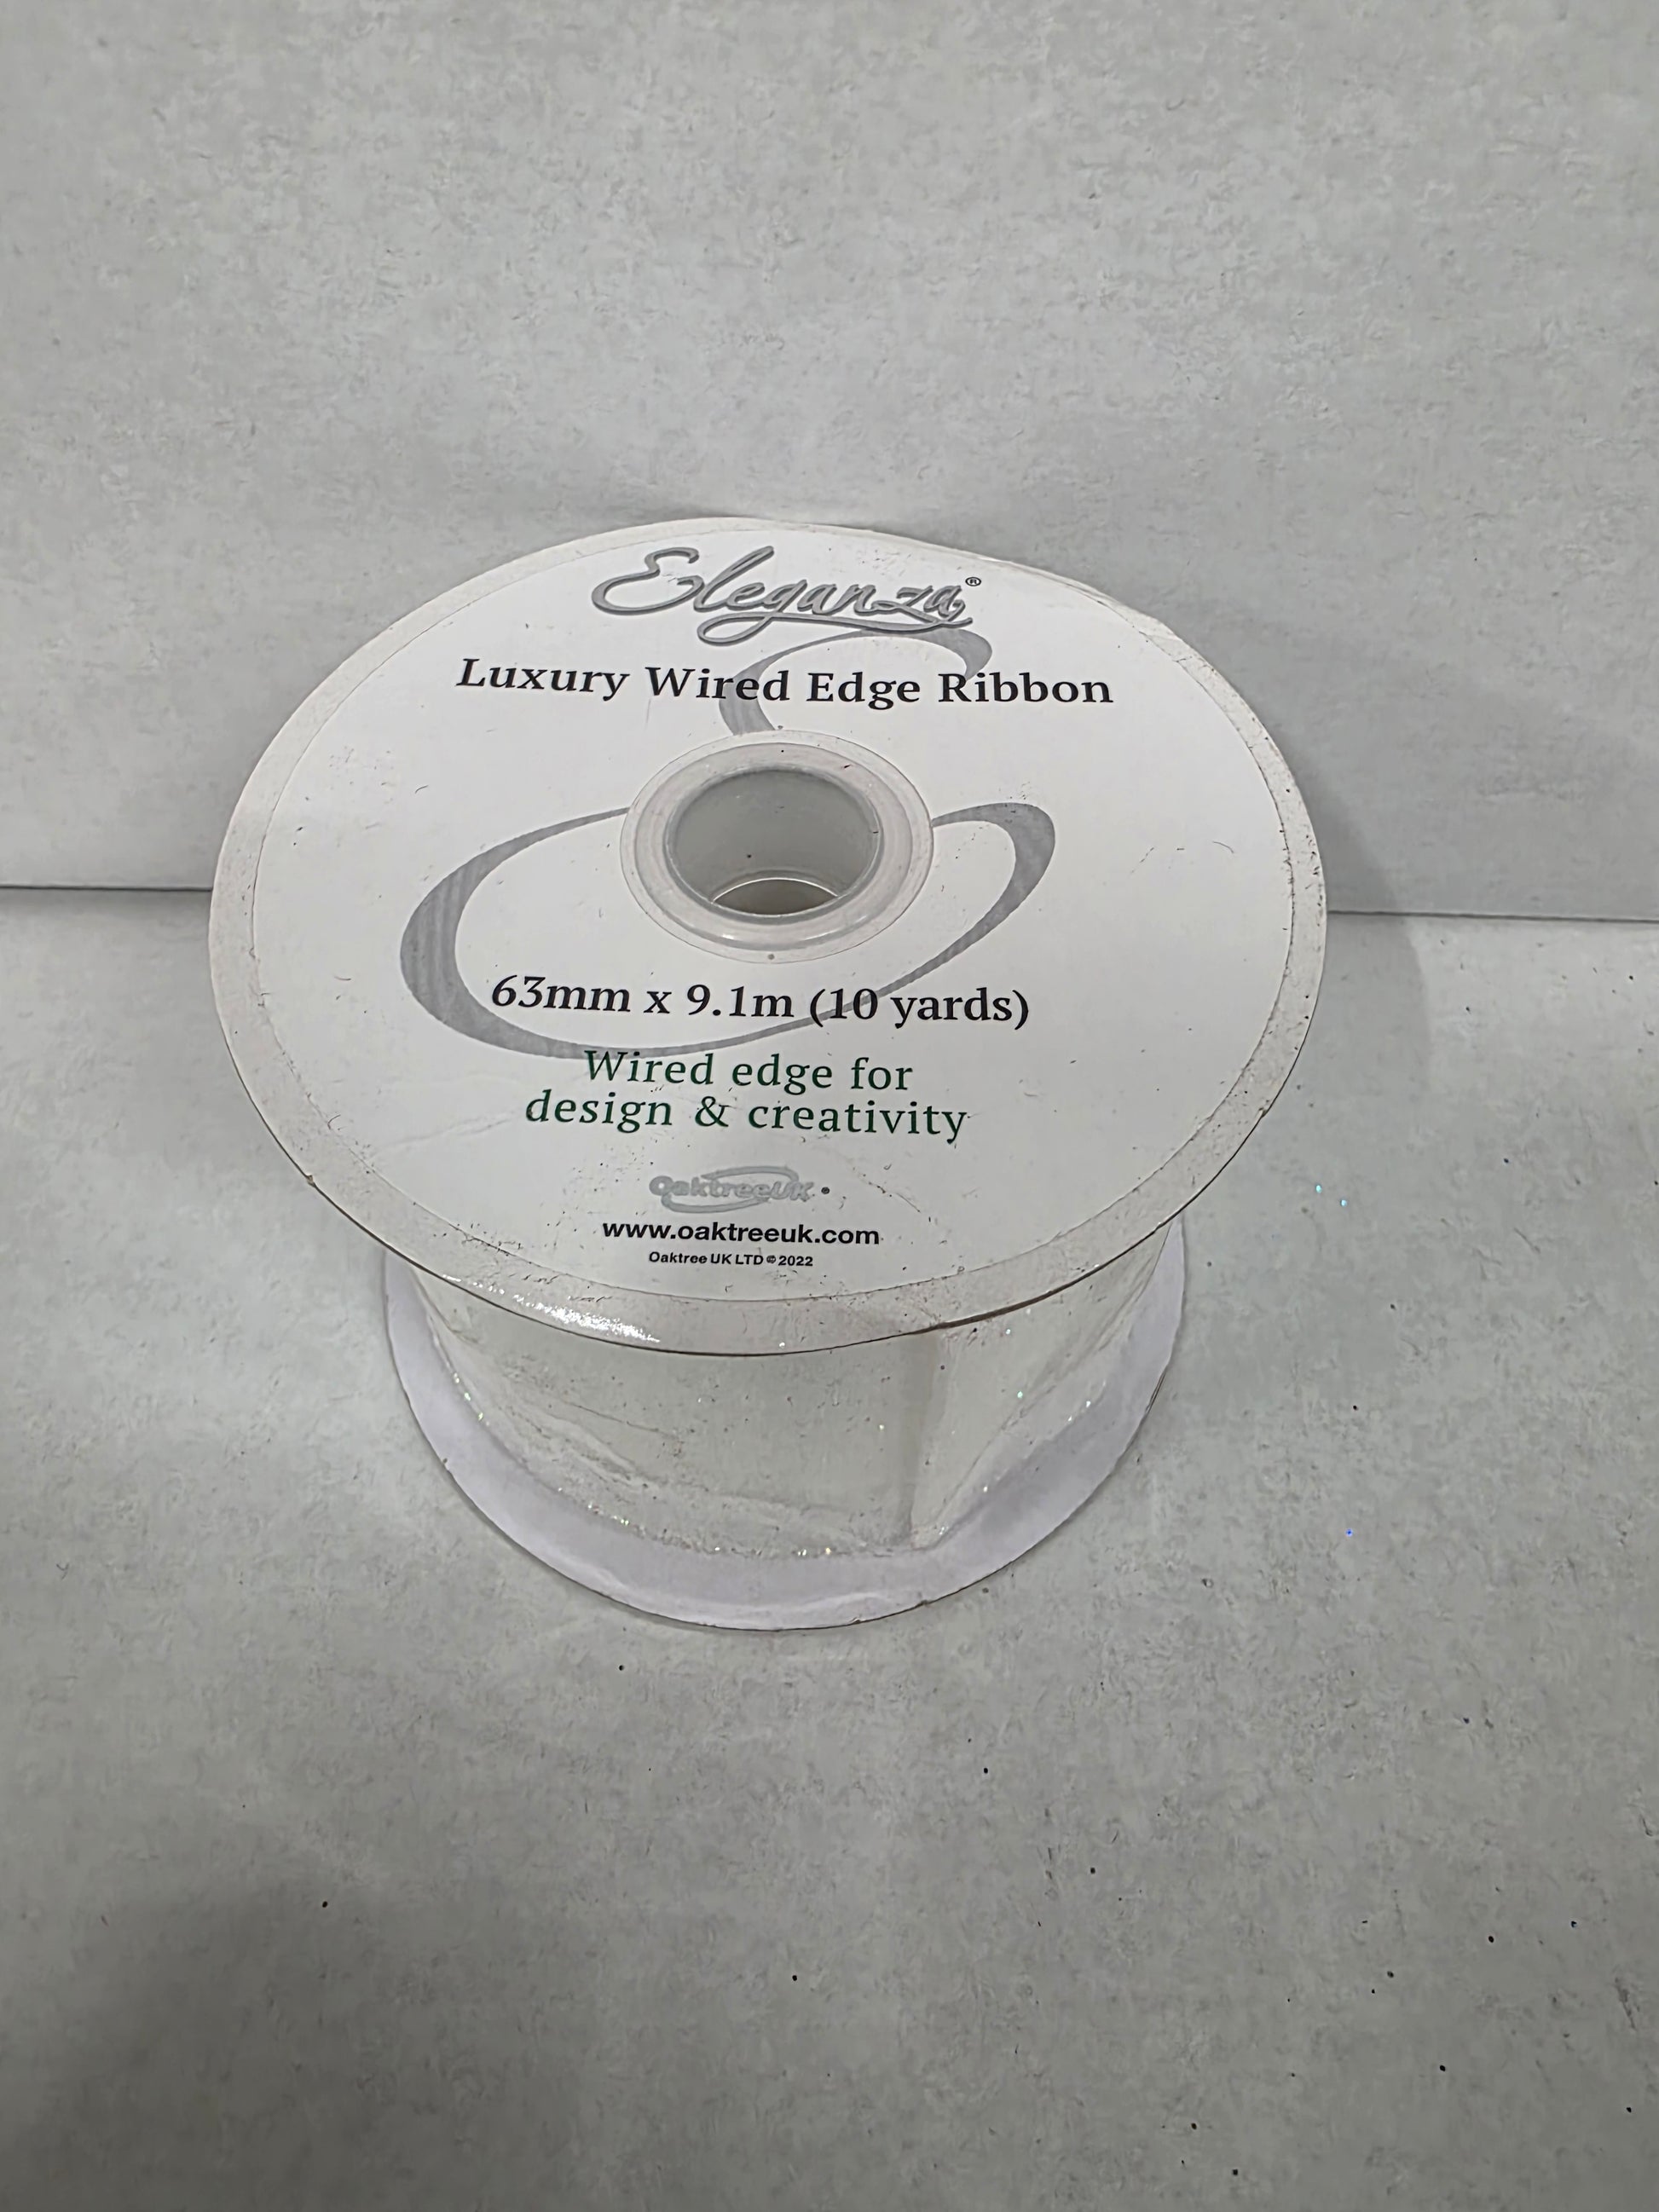 Eleganza®
Luxury Wired Edge Ribbon
63mm x 9.1m (10 yards)
Wired edge for
design & creativity
OaktreeUK
www.oaktreeuk.com
Oaktree UK LTD © 2022